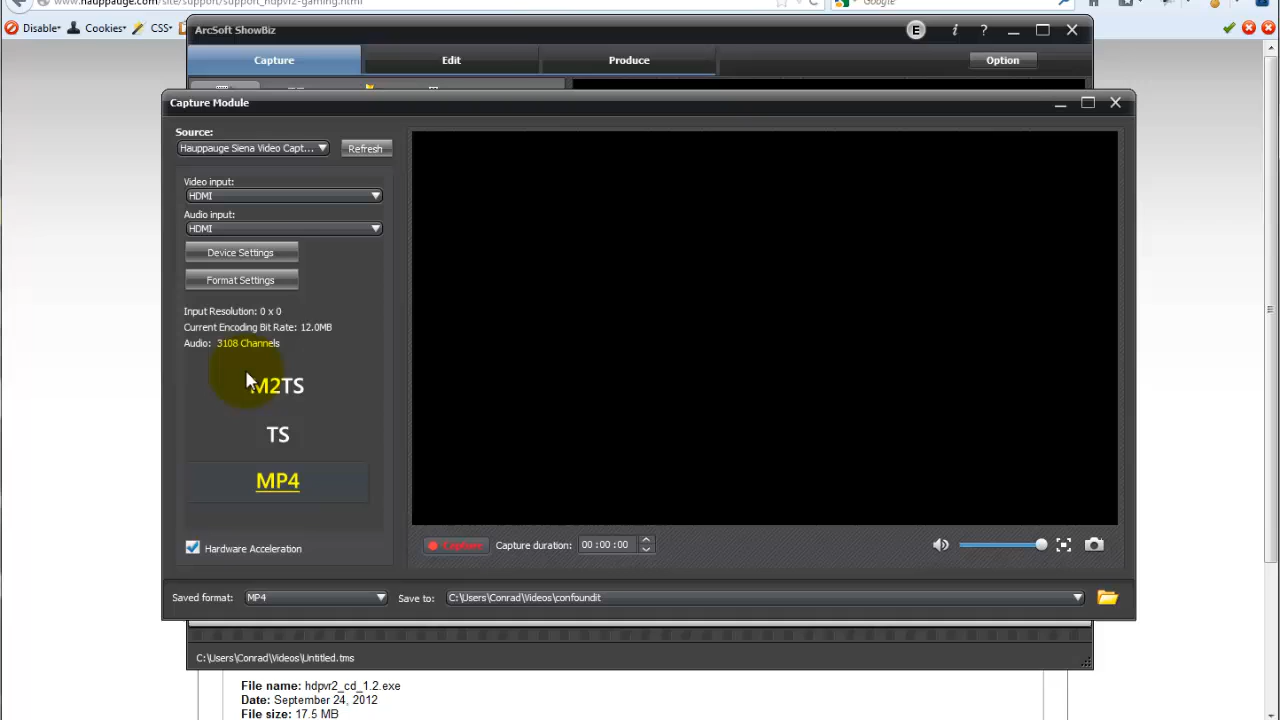 www.hauppauge.com/site/support/support_hdpvr2-gaming.html
Google
Disable▾ Cookies▾ CSS▾
ArcSoft ShowBiz
E i ?
Capture Edit Produce Option
Capture Module
Source:
Hauppauge Siena Video Capt... Refresh
Video input:
HDMI
Audio input:
HDMI
Device Settings
Format Settings
Input Resolution: 0 x 0
Current Encoding Bit Rate: 12.0MB
Audio: 3108 Channels
M2TS
TS
MP4
Hardware Acceleration
Capture Capture duration: 00 :00 :00
Saved format: MP4 Save to: C:\Users\Conrad\Videos\confoundit
C:\Users\Conrad\Videos\Untitled.tms
File name: hdpvr2_cd_1.2.exe
Date: September 24, 2012
File size: 17.5 MB